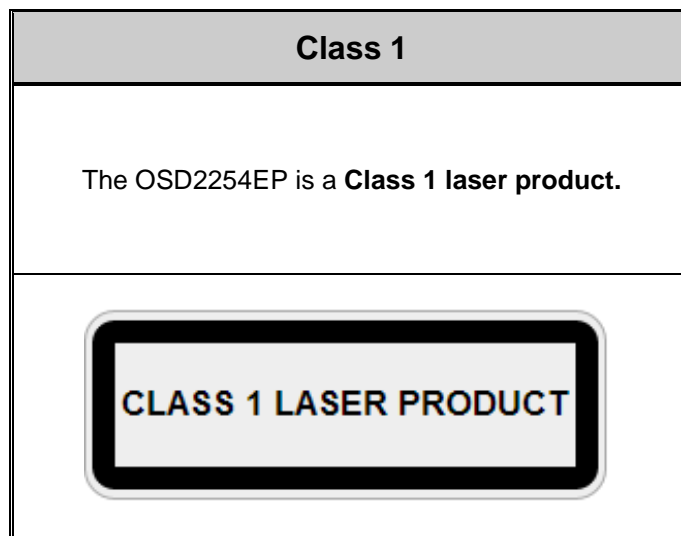 Class 1
The OSD2254EP is a Class 1 laser product.
CLASS 1 LASER PRODUCT